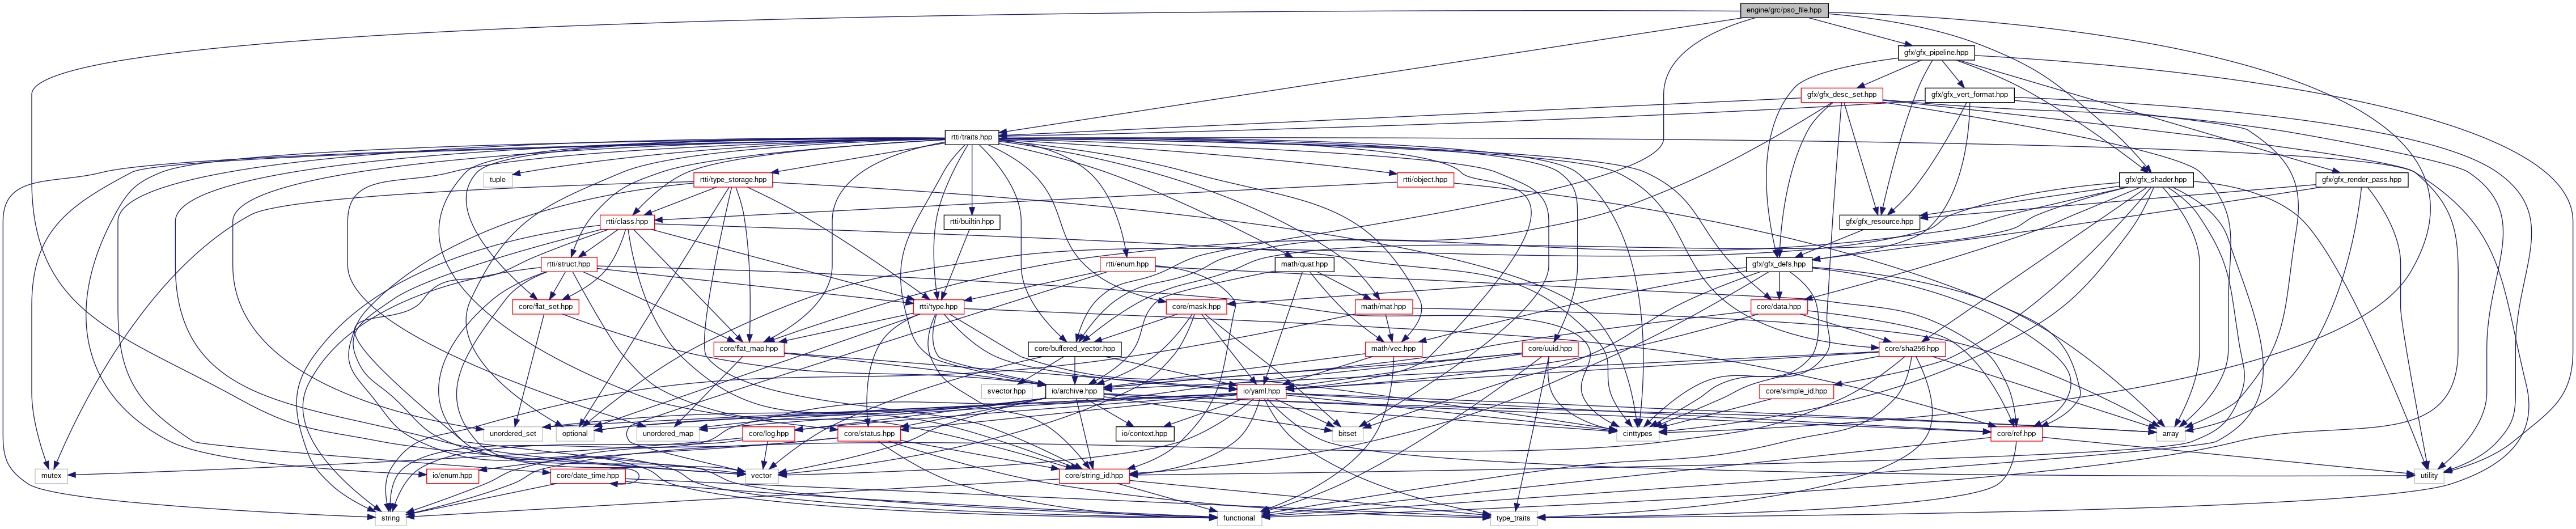 engine/grc/pso_file.hpp
gfx/gfx_pipeline.hpp
gfx/gfx_desc_set.hpp
gfx/gfx_vert_format.hpp
rtti/traits.hpp
tuple
rtti/type_storage.hpp
rtti/object.hpp
gfx/gfx_shader.hpp
gfx/gfx_render_pass.hpp
rtti/class.hpp
rtti/builtin.hpp
gfx/gfx_resource.hpp
rtti/struct.hpp
rtti/enum.hpp
math/quat.hpp
gfx/gfx_defs.hpp
core/flat_set.hpp
rtti/type.hpp
core/mask.hpp
math/mat.hpp
core/data.hpp
core/flat_map.hpp
core/buffered_vector.hpp
math/vec.hpp
core/uuid.hpp
core/sha256.hpp
svector.hpp
io/archive.hpp
io/yaml.hpp
core/simple_id.hpp
unordered_set
optional
unordered_map
core/log.hpp
core/status.hpp
io/context.hpp
bitset
cinttypes
core/ref.hpp
array
mutex
io/enum.hpp
core/date_time.hpp
vector
core/string_id.hpp
utility
string
functional
type_traits